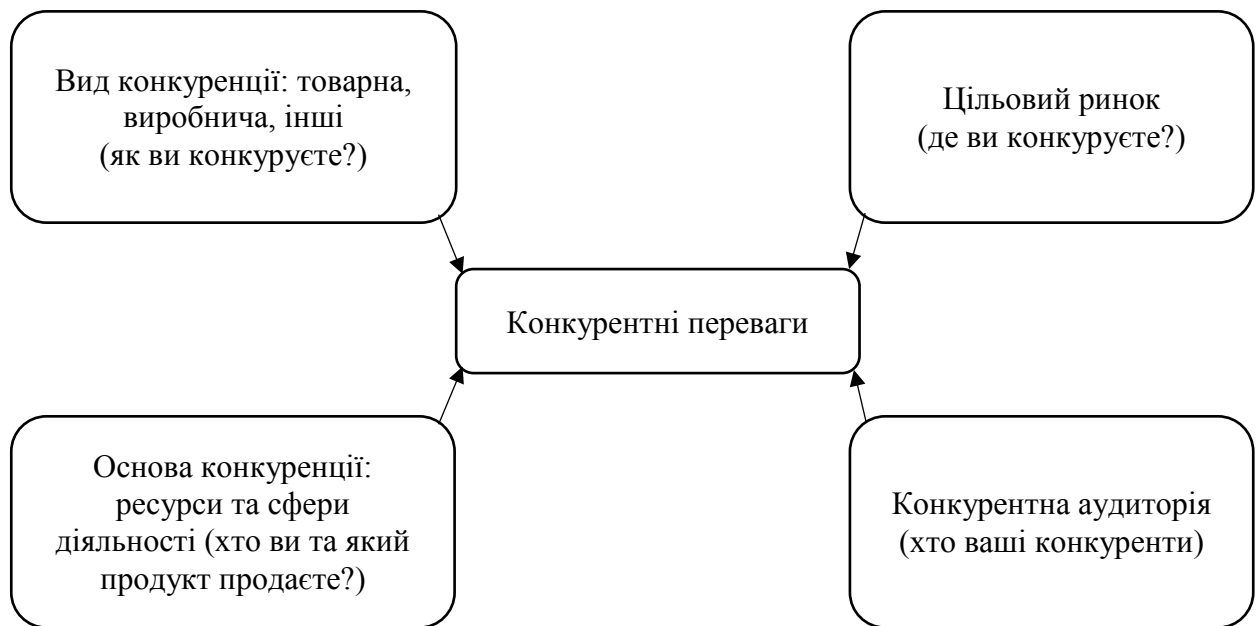 Вид конкуренції: товарна,
виробнича, інші
(як ви конкуруєте?)
Цільовий ринок
(де ви конкуруєте?)
Конкурентні переваги
Основа конкуренції:
ресурси та сфери
діяльності (хто ви та який
продукт продаєте?)
Конкурентна аудиторія
(хто ваші конкуренти)